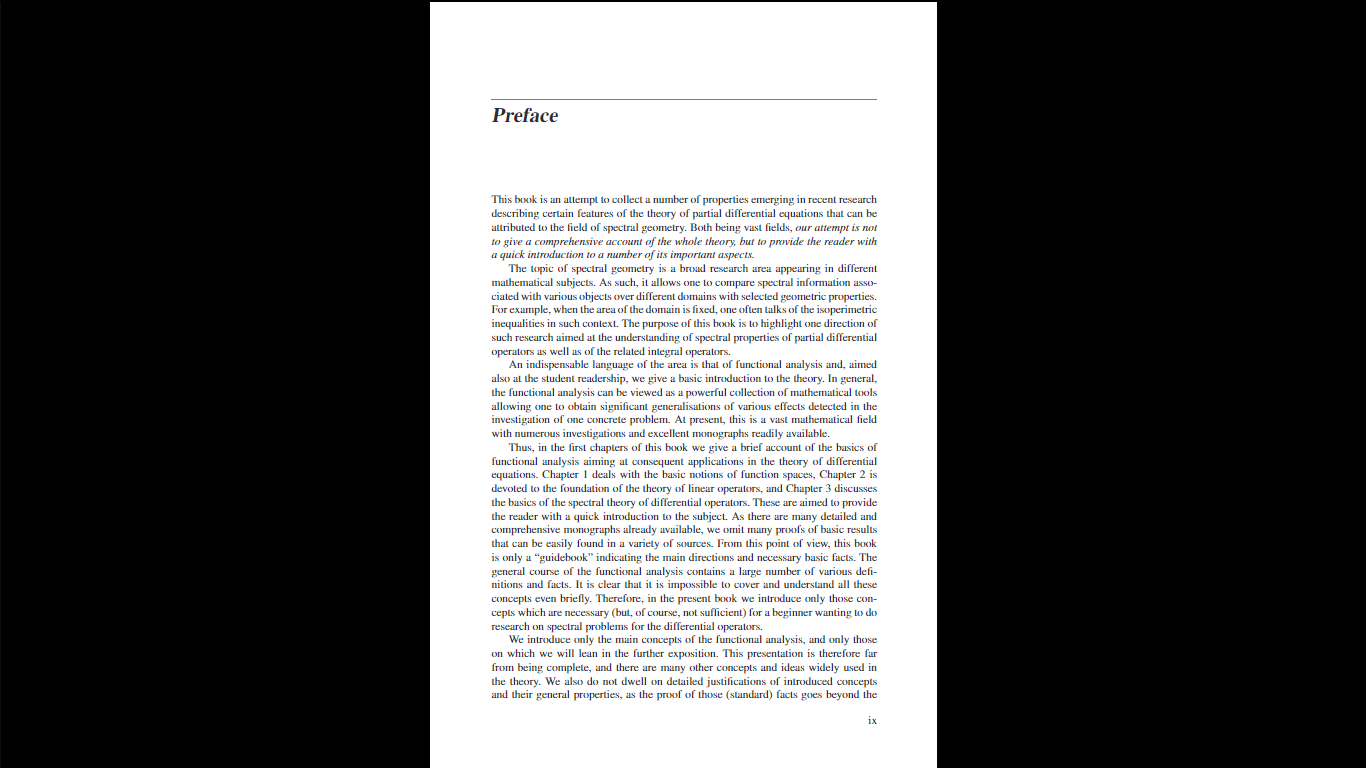 Preface
This book is an attempt to collect a number of properties emerging in recent research
describing certain features of the theory of partial differential equations that can be
attributed to the field of spectral geometry. Both being vast fields, our attempt is not
to give a comprehensive account of the whole theory, but to provide the reader with
a quick introduction to a number of its important aspects.
The topic of spectral geometry is a broad research area appearing in different
mathematical subjects. As such, it allows one to compare spectral information asso-
ciated with various objects over different domains with selected geometric properties.
For example, when the area of the domain is fixed, one often talks of the isoperimetric
inequalities in such context. The purpose of this book is to highlight one direction of
such research aimed at the understanding of spectral properties of partial differential
operators as well as of the related integral operators.
An indispensable language of the area is that of functional analysis and, aimed
also at the student readership, we give a basic introduction to the theory. In general,
the functional analysis can be viewed as a powerful collection of mathematical tools
allowing one to obtain significant generalisations of various effects detected in the
investigation of one concrete problem. At present, this is a vast mathematical field
with numerous investigations and excellent monographs readily available.
Thus, in the first chapters of this book we give a brief account of the basics of
functional analysis aiming at consequent applications in the theory of differential
equations. Chapter 1 deals with the basic notions of function spaces, Chapter 2 is
devoted to the foundation of the theory of linear operators, and Chapter 3 discusses
the basics of the spectral theory of differential operators. These are aimed to provide
the reader with a quick introduction to the subject. As there are many detailed and
comprehensive monographs already available, we omit many proofs of basic results
that can be easily found in a variety of sources. From this point of view, this book
is only a “guidebook” indicating the main directions and necessary basic facts. The
general course of the functional analysis contains a large number of various defi-
nitions and facts. It is clear that it is impossible to cover and understand all these
concepts even briefly. Therefore, in the present book we introduce only those con-
cepts which are necessary (but, of course, not sufficient) for a beginner wanting to do
research on spectral problems for the differential operators.
We introduce only the main concepts of the functional analysis, and only those
on which we will lean in the further exposition. This presentation is therefore far
from being complete, and there are many other concepts and ideas widely used in
the theory. We also do not dwell on detailed justifications of introduced concepts
and their general properties, as the proof of those (standard) facts goes beyond the
ix